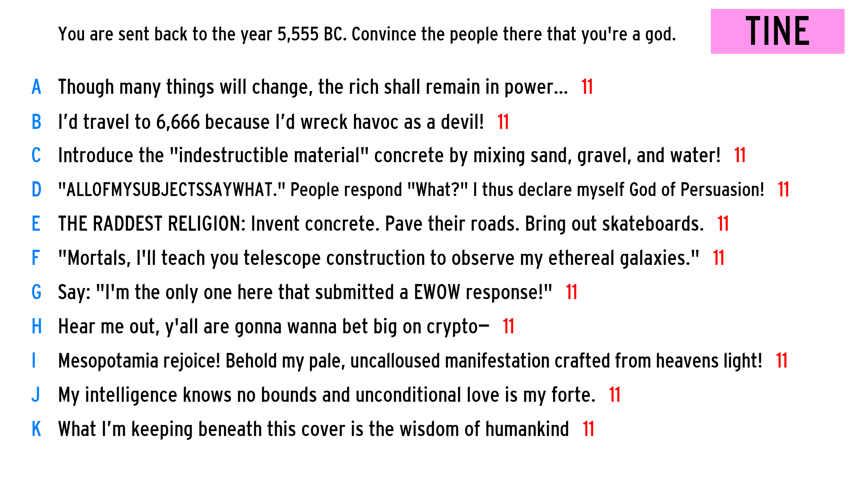 You are sent back to the year 5,555 BC. Convince the people there that you're a god.
TINE
A Though many things will change, the rich shall remain in power... 11
B I’d travel to 6,666 because I’d wreck havoc as a devil! 11
C Introduce the "indestructible material" concrete by mixing sand, gravel, and water! 11
D "ALLOFMYSUBJECTSSAYWHAT." People respond "What?" I thus declare myself God of Persuasion! 11
E THE RADDEST RELIGION: Invent concrete. Pave their roads. Bring out skateboards. 11
F "Mortals, I'll teach you telescope construction to observe my ethereal galaxies." 11
G Say: "I'm the only one here that submitted a EWOW response!" 11
H Hear me out, y'all are gonna wanna bet big on crypto— 11
I Mesopotamia rejoice! Behold my pale, uncalloused manifestation crafted from heavens light! 11
J My intelligence knows no bounds and unconditional love is my forte. 11
K What I’m keeping beneath this cover is the wisdom of humankind 11